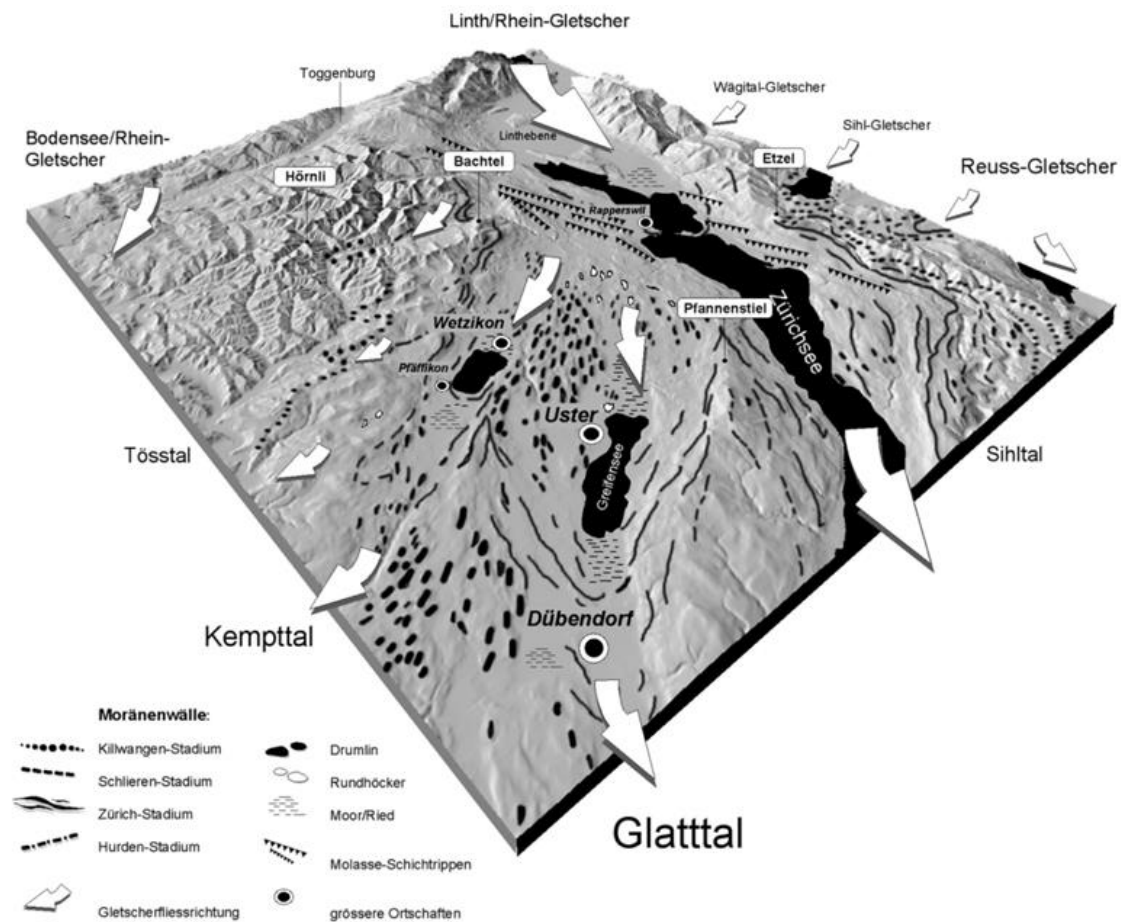 Linth/Rhein-Gletscher
Toggenburg
Wägital-Gletscher
Bodensee/Rhein-
Gletscher
Linthebene
Sihl-Gletscher
Bachtel
Etzel
Hörnli
Reuss-Gletscher
Rapperswil
Zürichsee
Pfannenstiel
Wetzikon
Pfäffikon
Uster
Tösstal
Greifensee
Sihltal
Dübendorf
Kempttal
Glatttal
Moränenwälle:
Killwangen-Stadium
Schlieren-Stadium
Zürich-Stadium
Hurden-Stadium
Gletscherfliessrichtung
Drumlin
Rundhöcker
Moor/Ried
Molasse-Schichtrippen
grössere Ortschaften